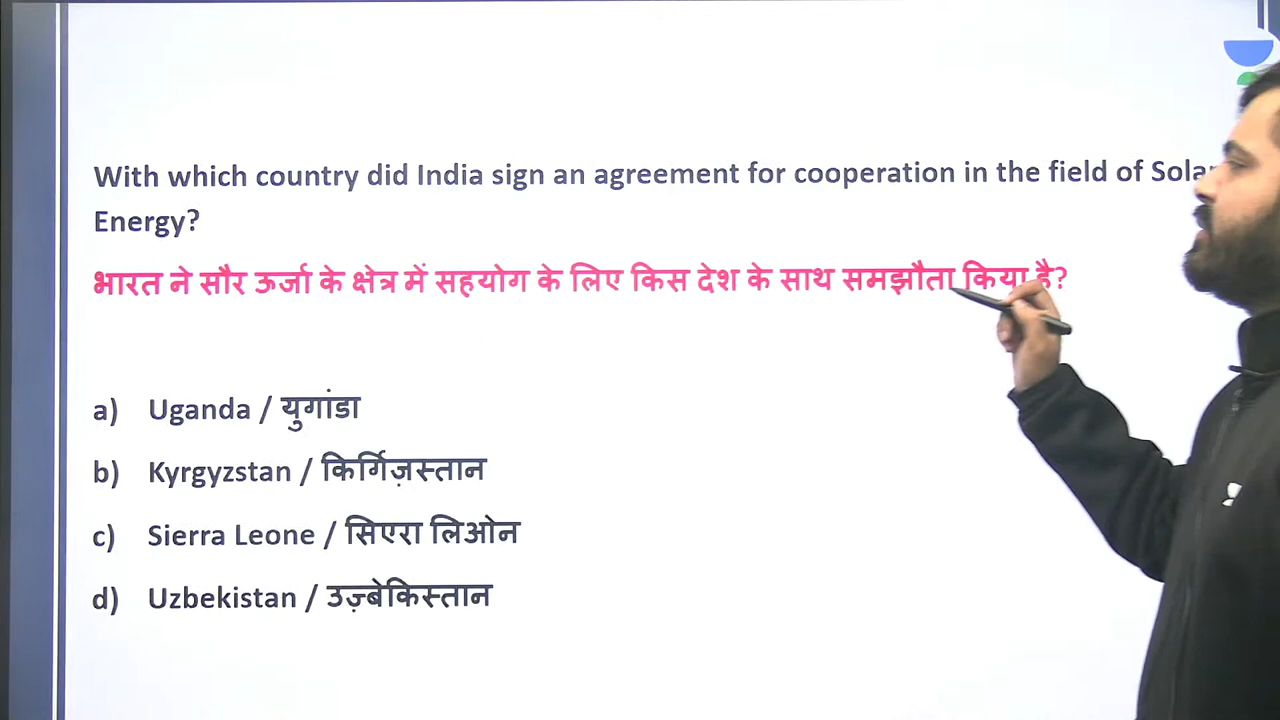 With which country did India sign an agreement for cooperation in the field of Solar
Energy?
भारत ने सौर ऊर्जा के क्षेत्र में सहयोग के लिए किस देश के साथ समझौता किया है?
a) Uganda / युगांडा
b) Kyrgyzstan / किर्गिज़स्तान
c) Sierra Leone / सिएरा लिओन
d) Uzbekistan / उज़्बेकिस्तान